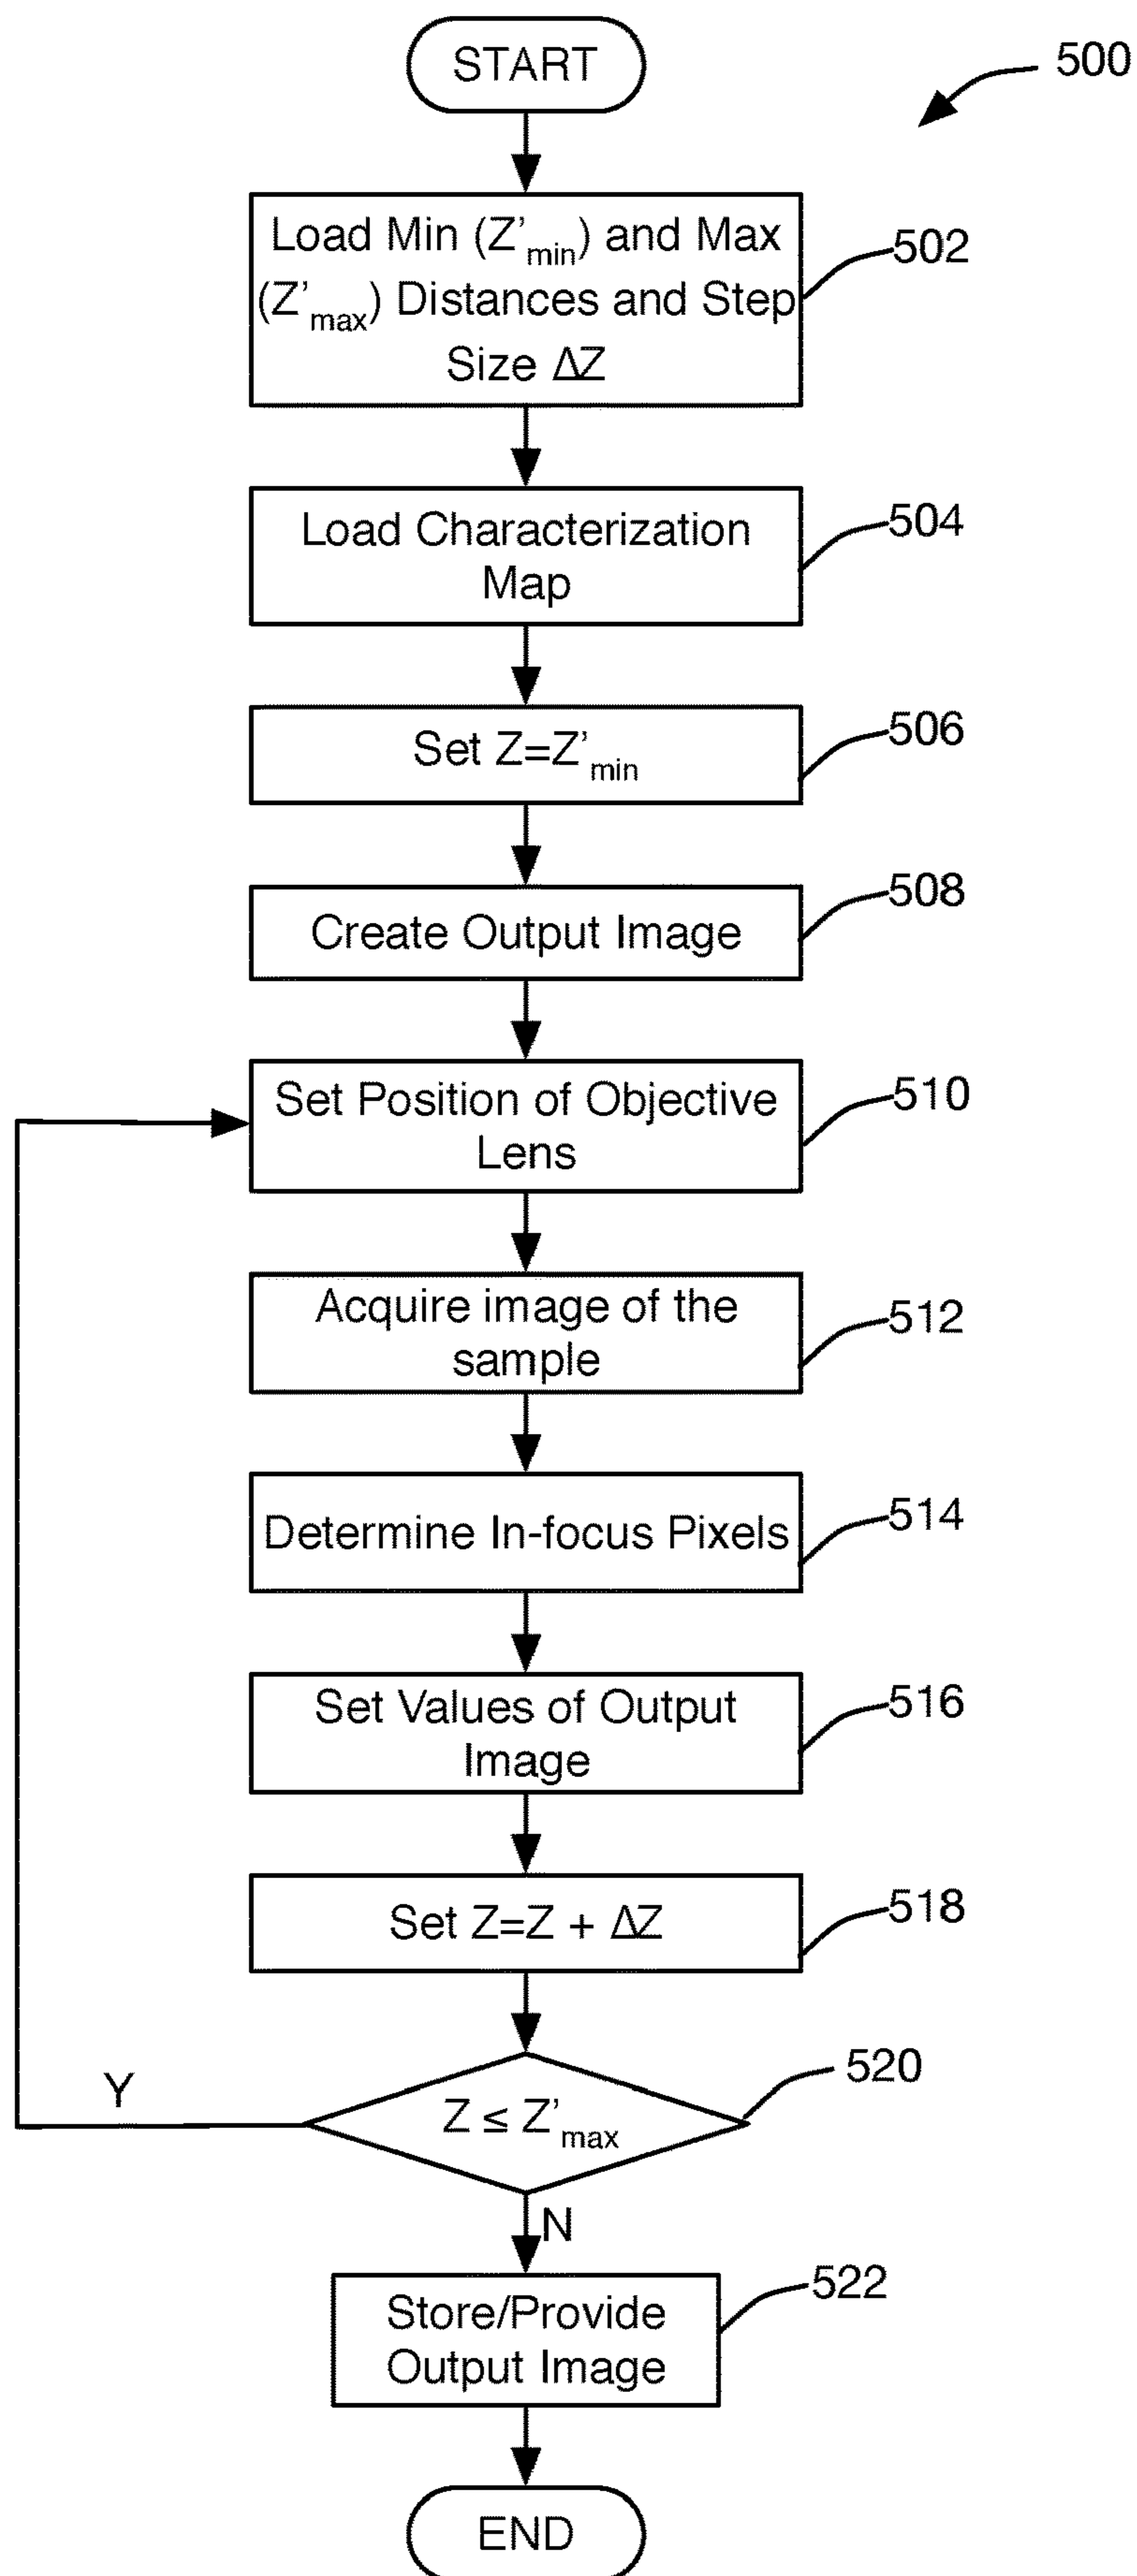 START
500
Load Min (Z'min) and Max
(Z'max) Distances and Step
Size ΔZ
502
Load Characterization
Map
504
Set Z=Z'min
506
Create Output Image
508
Set Position of Objective
Lens
510
Acquire image of the
sample
512
Determine In-focus Pixels
514
Set Values of Output
Image
516
Set Z=Z + ΔZ
518
Z ≤ Z'max
520
Y
N
Store/Provide
Output Image
522
END